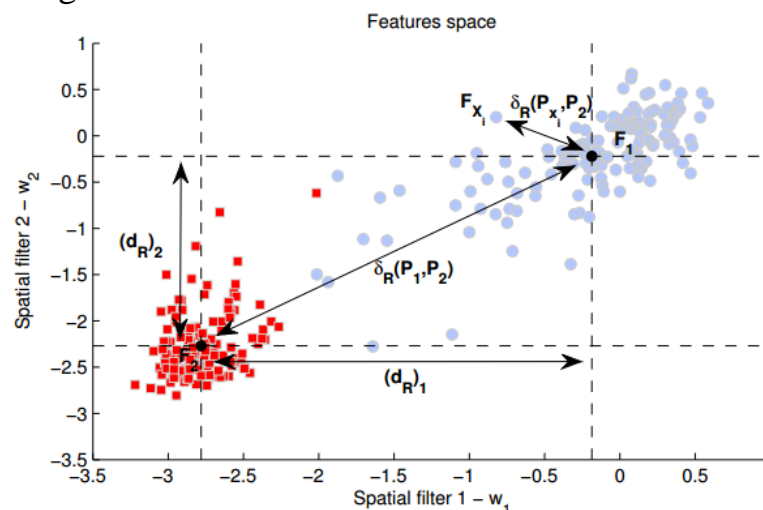 Features space
1
0.5
0
−0.5
−1
−1.5
−2
−2.5
−3
−3.5
Spatial filter 2 − w2
−3.5 −3 −2.5 −2 −1.5 −1 −0.5 0 0.5
Spatial filter 1 − w1
FXi
δR(Pxi,P2)
F1
(dR)2
δR(P1,P2)
F2
(dR)1